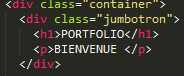 <div class="container">
<div class="jumbotron">
<h1>PORTFOLIO</h1>
<p>BIENVENUE </p>
</div>